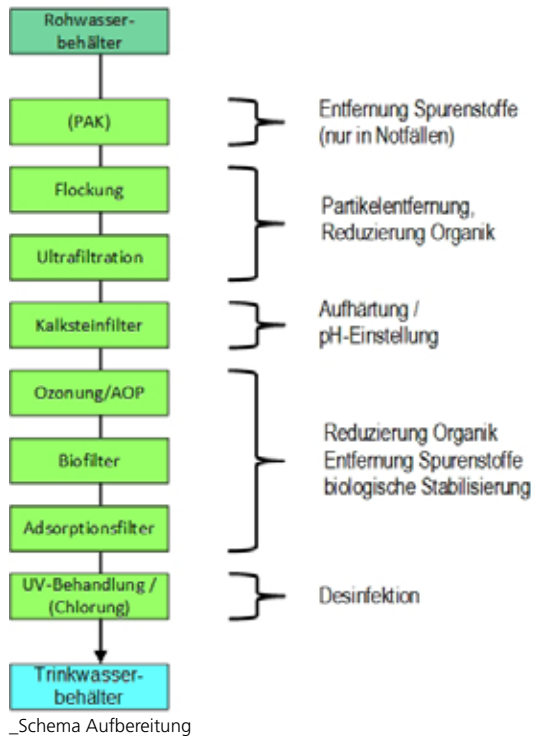 Rohwasser-
behälter
(PAK)
Entfernung Spurenstoffe
(nur in Notfällen)
Flockung
Ultrafiltration
Partikelentfernung,
Reduzierung Organik
Kalksteinfilter
Aufhärtung /
pH-Einstellung
Ozonung/AOP
Biofilter
Adsorptionsfilter
Reduzierung Organik
Entfernung Spurenstoffe
biologische Stabilisierung
UV-Behandlung /
(Chlorung)
Desinfektion
Trinkwasser-
behälter
_Schema Aufbereitung